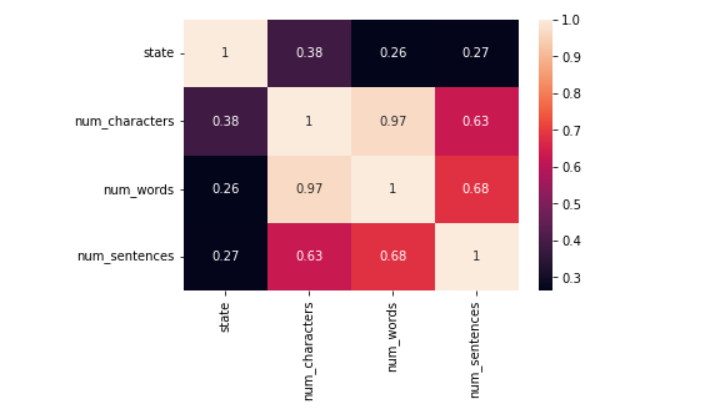 1.0
state 1 0.38 0.26 0.27
0.9
0.8
num_characters 0.38 1 0.97 0.63
0.7
0.6
num_words 0.26 0.97 1 0.68
0.5
0.4
num_sentences 0.27 0.63 0.68 1
0.3
state
num_characters
num_words
num_sentences